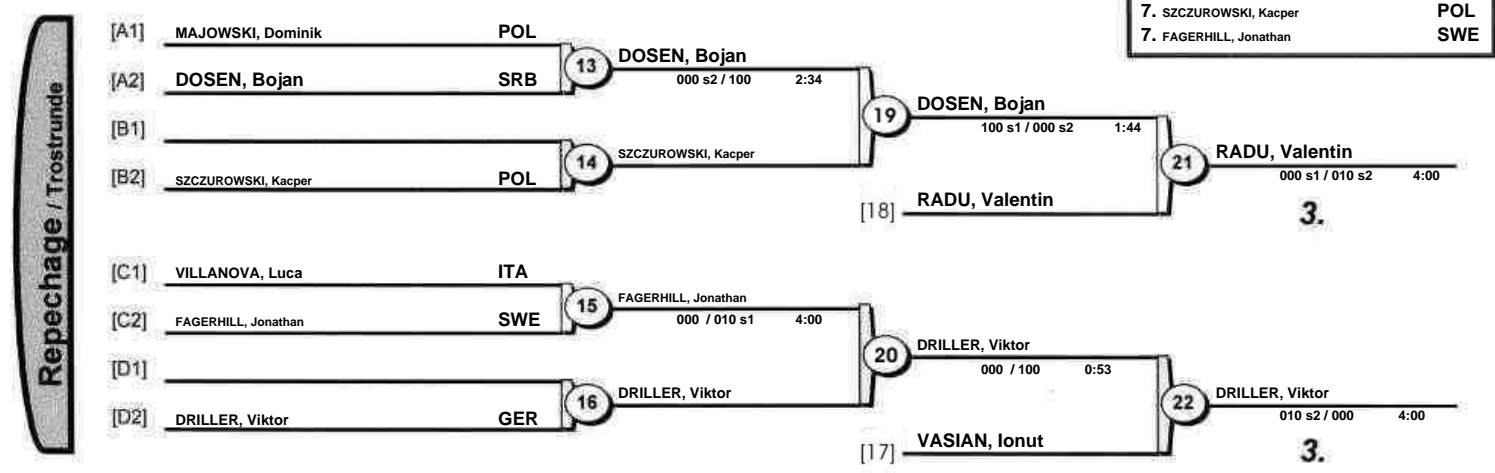 7. SZCZUROWSKI, Kacper POL
7. FAGERHILL, Jonathan SWE
Repechage / Trostrunde
[A1] MAJOWSKI, Dominik POL
13 DOSEN, Bojan
000 s2 / 100 2:34
[A2] DOSEN, Bojan SRB
19 DOSEN, Bojan
100 s1 / 000 s2 1:44
[B1]
14 SZCZUROWSKI, Kacper
[B2] SZCZUROWSKI, Kacper POL
21 RADU, Valentin
000 s1 / 010 s2 4:00
[18] RADU, Valentin
3.
[C1] VILLANOVA, Luca ITA
15 FAGERHILL, Jonathan
000 / 010 s1 4:00
[C2] FAGERHILL, Jonathan SWE
20 DRILLER, Viktor
000 / 100 0:53
[D1]
16 DRILLER, Viktor
[D2] DRILLER, Viktor GER
22 DRILLER, Viktor
010 s2 / 000 4:00
[17] VASIAN, Ionut
3.